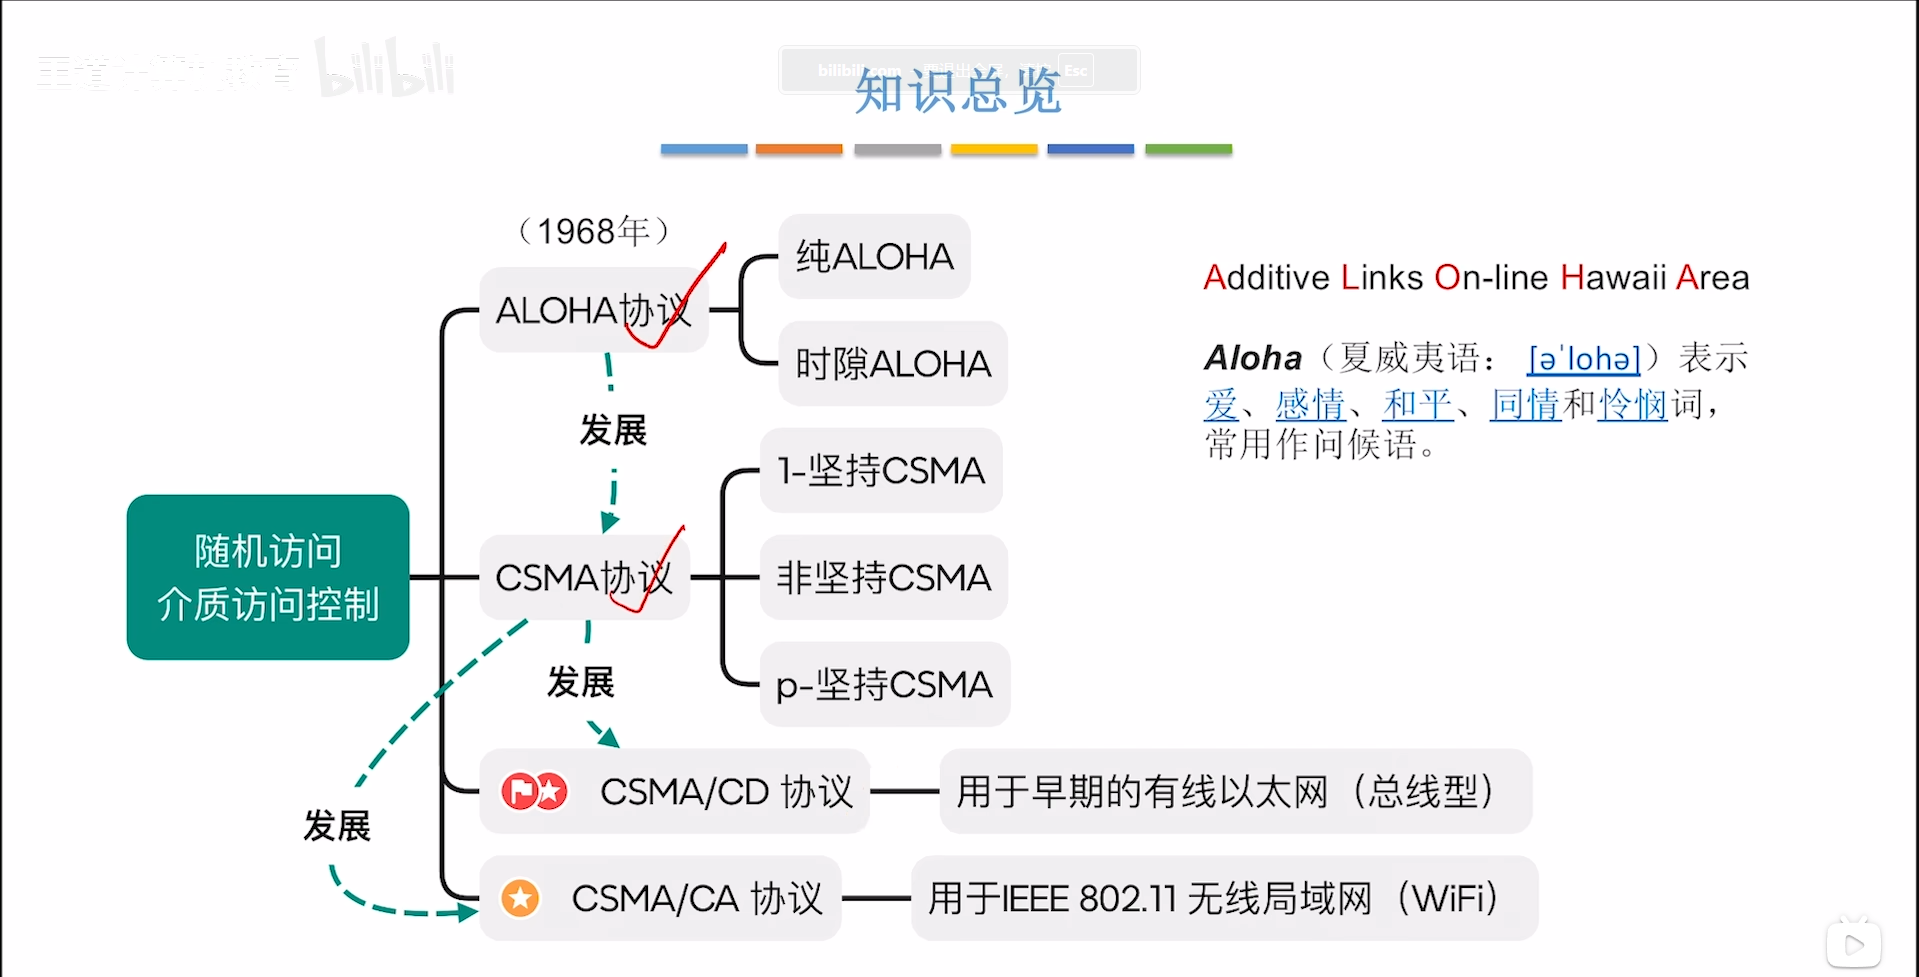 bilibili
知识总览
（1968年）
ALOHA协议
纯ALOHA
时隙ALOHA
发展
Additive Links On-line Hawaii Area
Aloha（夏威夷语： [əˈlohə]）表示
爱、感情、和平、同情和怜悯词，
常用作问候语。
随机访问
介质访问控制
CSMA协议
1-坚持CSMA
非坚持CSMA
p-坚持CSMA
发展
发展
CSMA/CD 协议
用于早期的有线以太网（总线型）
CSMA/CA 协议
用于IEEE 802.11 无线局域网（WiFi）